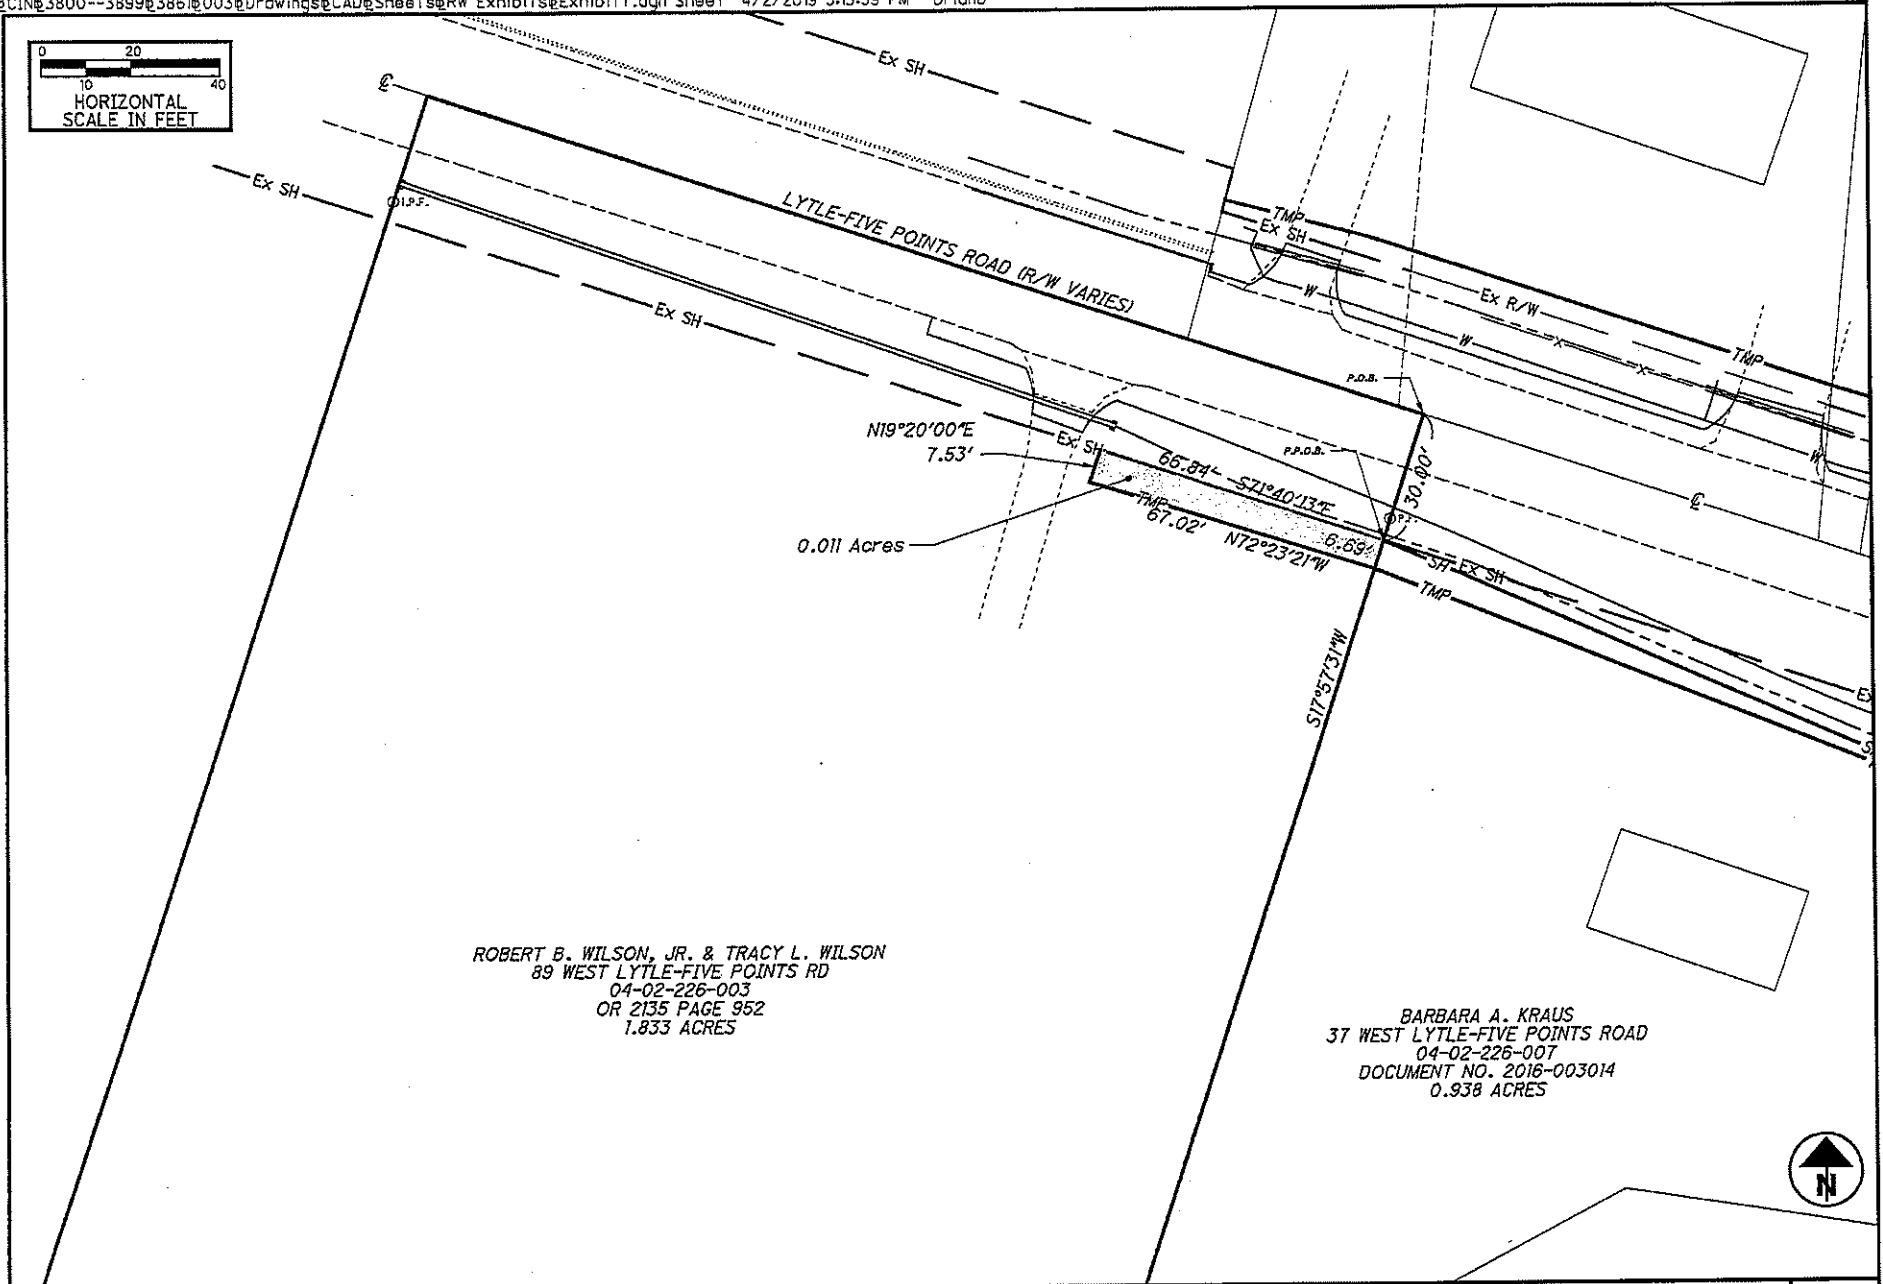 4/2/2019
PM
0 20
10 40
HORIZONTAL
SCALE IN FEET
Ex SH
Ex SH
I.P.F.
LYTLE-FIVE POINTS ROAD (R/W VARIES)
TMP
Ex SH
W
Ex R/W
W
X
X
TMP
W
Ex SH
P.O.B.
N19°20'00"E
7.53'
Ex SH
66.84'
S71°40'13"E
P.P.O.B.
30.00'
TMP
67.02'
N72°23'21"W
6.69'
0.011 Acres
SH
Ex SH
TMP
S17°57'31"W
ROBERT B. WILSON, JR. & TRACY L. WILSON
89 WEST LYTLE-FIVE POINTS RD
04-02-226-003
OR 2135 PAGE 952
1.833 ACRES
BARBARA A. KRAUS
37 WEST LYTLE-FIVE POINTS ROAD
04-02-226-007
DOCUMENT NO. 2016-003014
0.938 ACRES
N